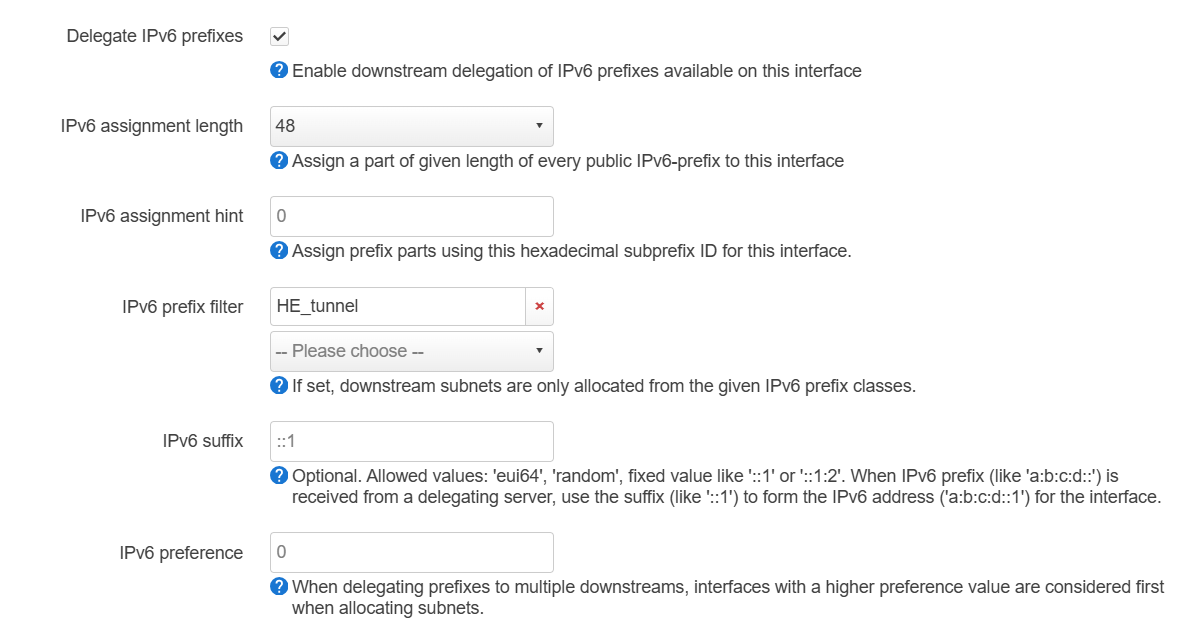 Delegate IPv6 prefixes
Enable downstream delegation of IPv6 prefixes available on this interface
IPv6 assignment length
48
Assign a part of given length of every public IPv6-prefix to this interface
IPv6 assignment hint
0
Assign prefix parts using this hexadecimal subprefix ID for this interface.
IPv6 prefix filter
HE_tunnel
-- Please choose --
If set, downstream subnets are only allocated from the given IPv6 prefix classes.
IPv6 suffix
::1
Optional. Allowed values: 'eui64', 'random', fixed value like '::1' or '::1:2'. When IPv6 prefix (like 'a:b:c:d::') is
received from a delegating server, use the suffix (like '::1') to form the IPv6 address ('a:b:c:d::1') for the interface.
IPv6 preference
0
When delegating prefixes to multiple downstreams, interfaces with a higher preference value are considered first
when allocating subnets.